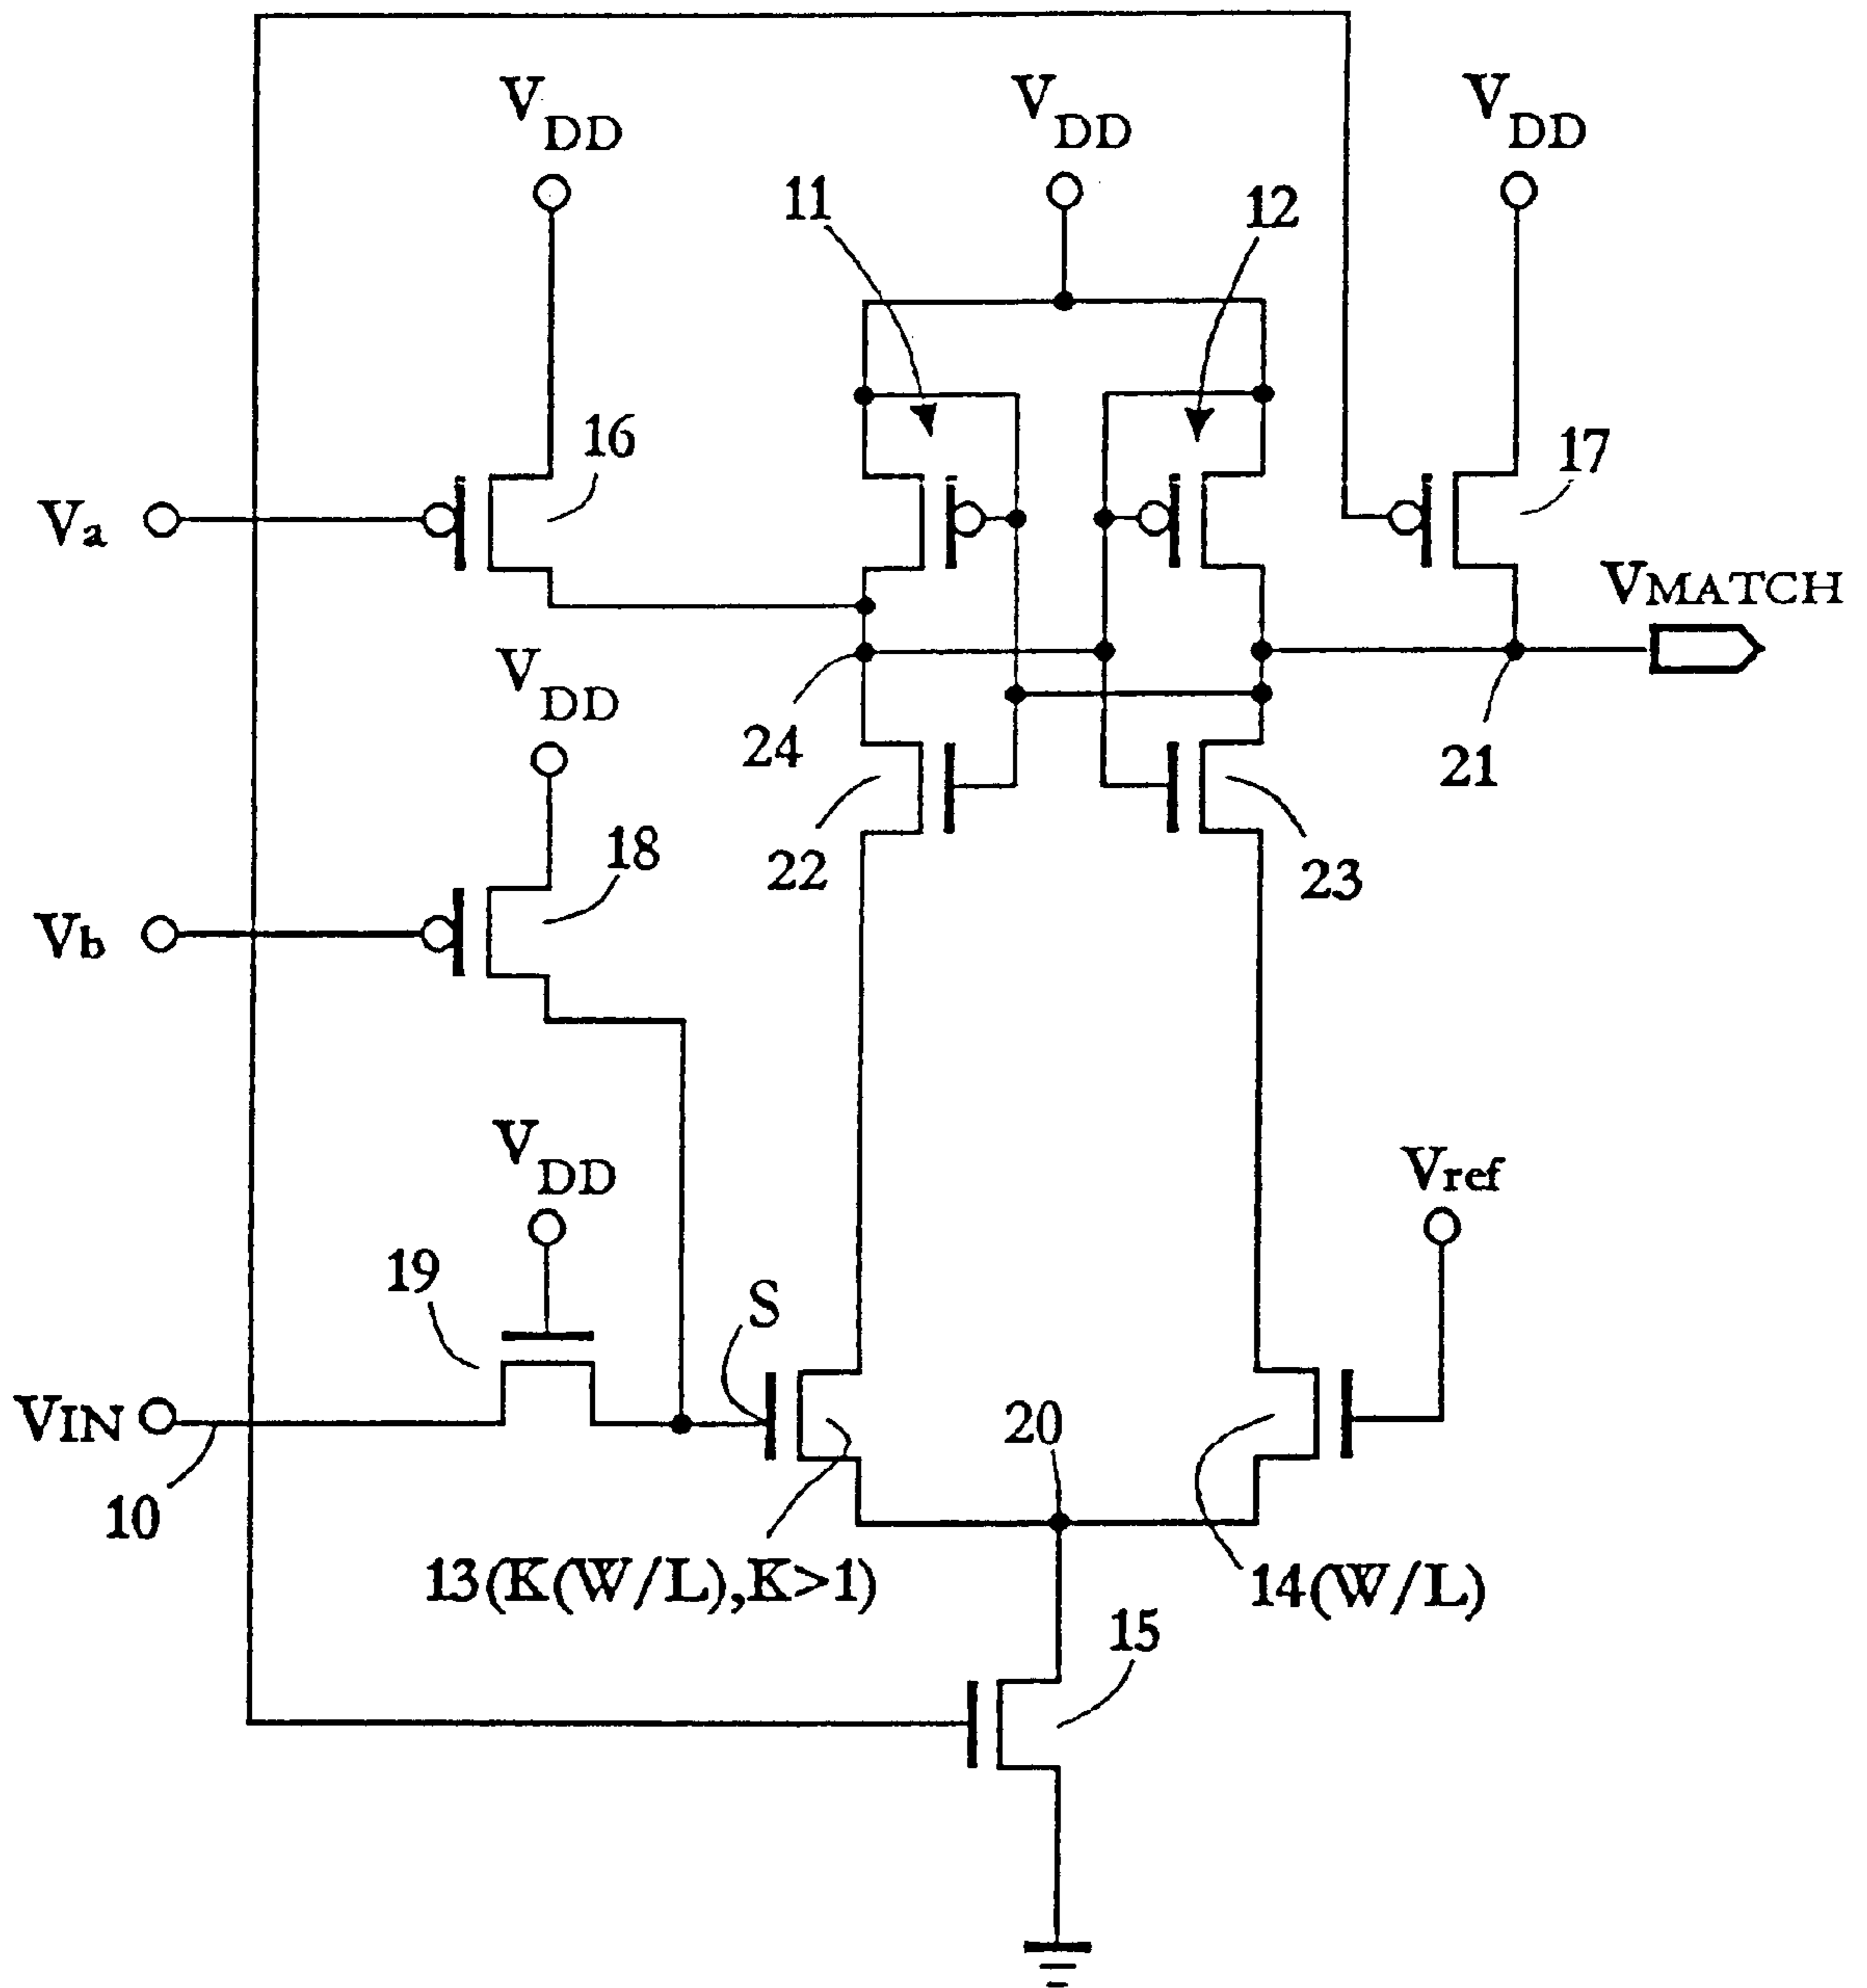 VDD VDD VDD
11 12
16 17
Va
VMATCH
VDD
24 21
18 22 23
Vb
VDD Vref
19 S
VIN 20
10
13(K(W/L),K>1) 14(W/L)
15